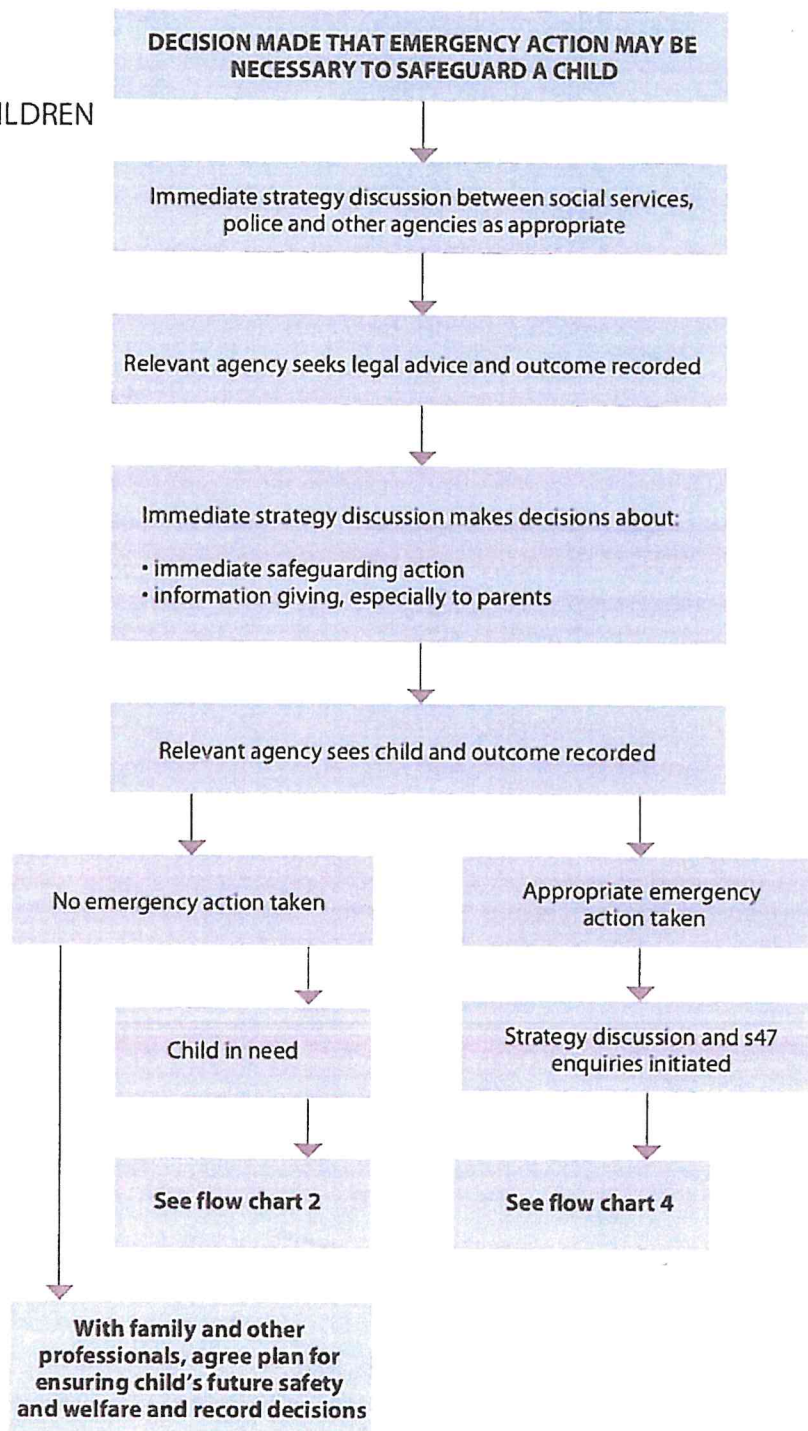 DECISION MADE THAT EMERGENCY ACTION MAY BE
NECESSARY TO SAFEGUARD A CHILD
ILDREN
Immediate strategy discussion between social services,
police and other agencies as appropriate
Relevant agency seeks legal advice and outcome recorded
Immediate strategy discussion makes decisions about:
• immediate safeguarding action
• information giving, especially to parents
Relevant agency sees child and outcome recorded
No emergency action taken
Appropriate emergency
action taken
Child in need
Strategy discussion and s47
enquiries initiated
See flow chart 2
See flow chart 4
With family and other
professionals, agree plan for
ensuring child's future safety
and welfare and record decisions